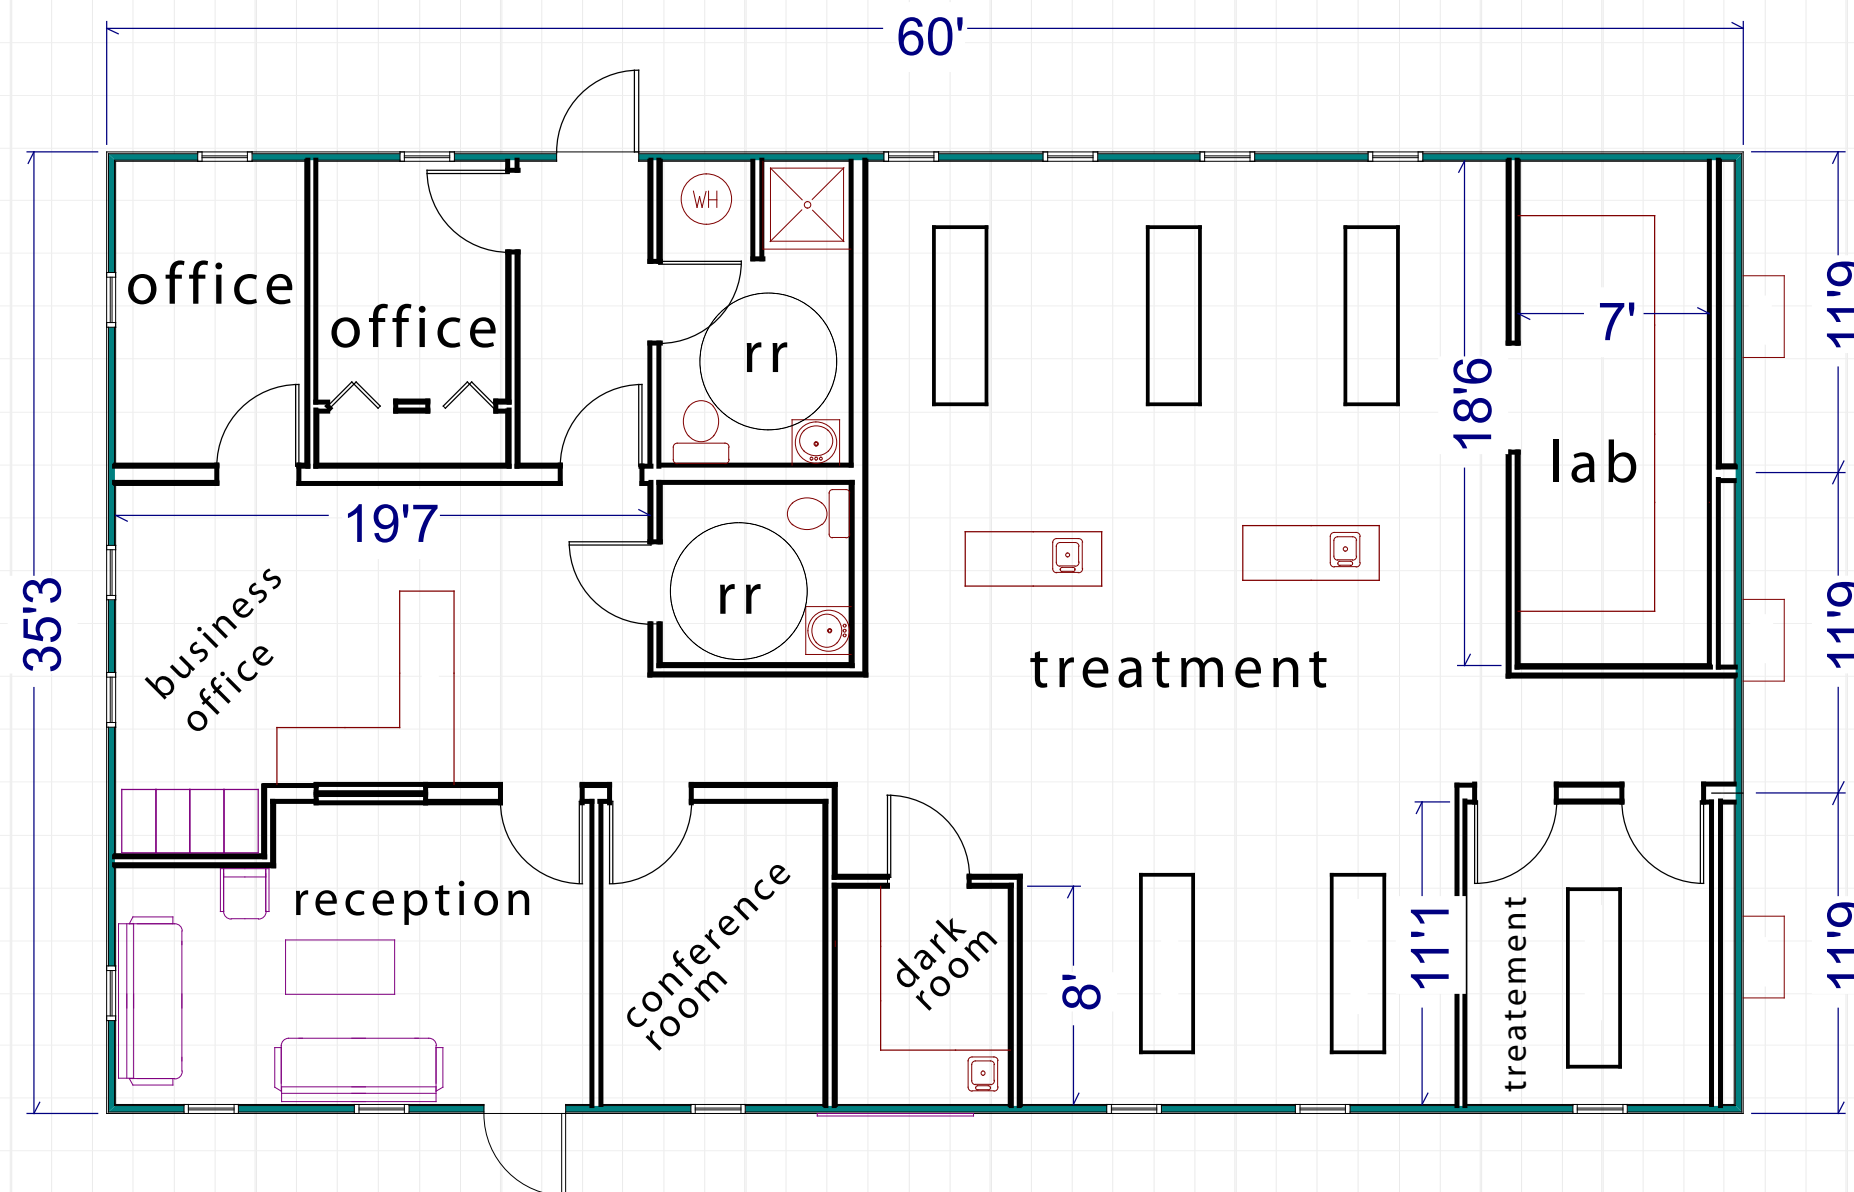 60'
WH
office
office
rr
7'
11'9
18'6
lab
19'7
35'3
business
office
rr
treatment
11'9
reception
conference
room
dark
room
8'
11'1
treatement
11'9